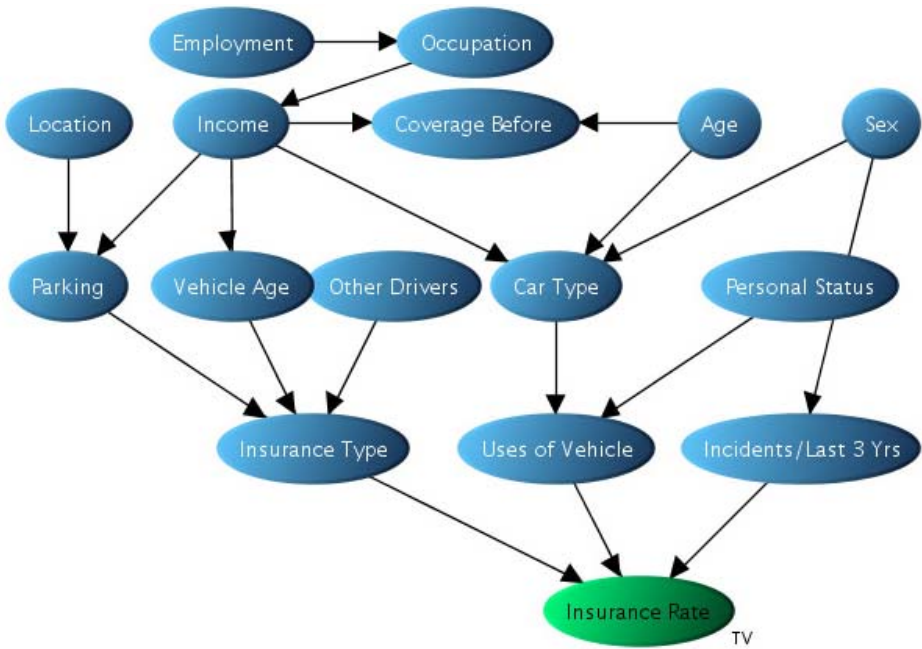 Employment
Occupation
Location
Income
Coverage Before
Age
Sex
Parking
Vehicle Age
Other Drivers
Car Type
Personal Status
Insurance Type
Uses of Vehicle
Incidents/Last 3 Yrs
Insurance Rate
TV